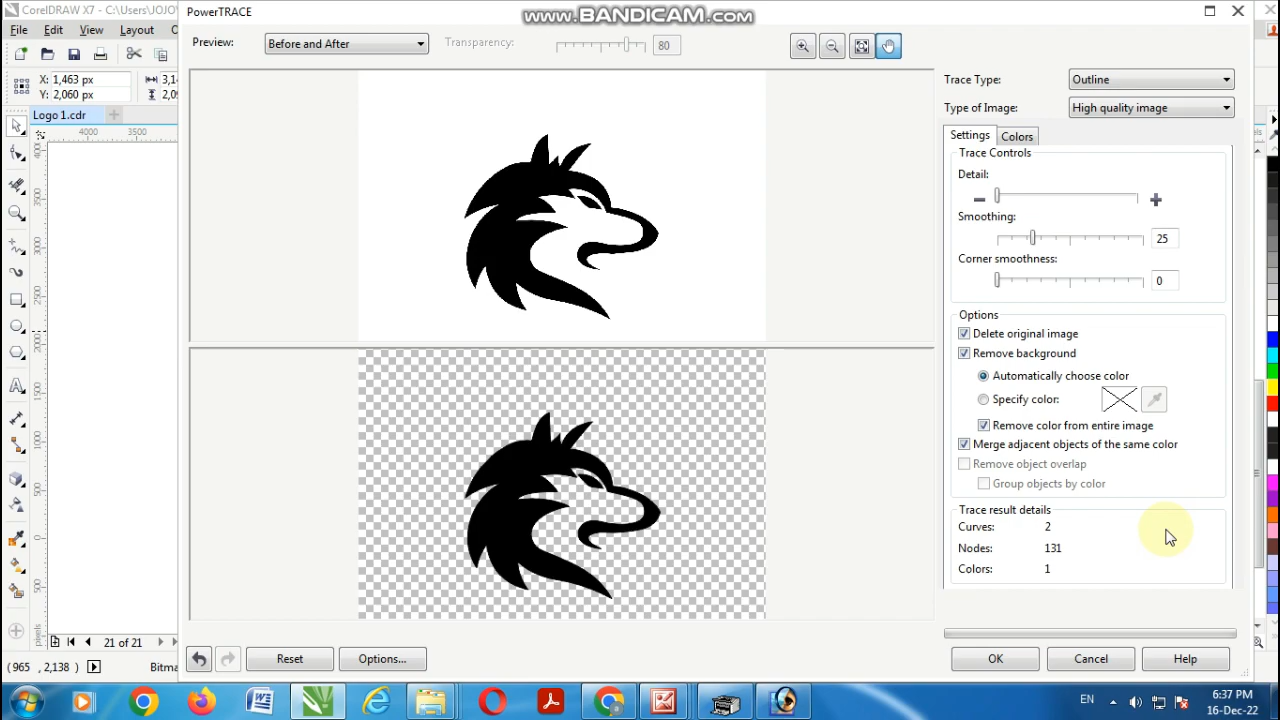 CorelDRAW X7 - C:\Users\JOJO\
PowerTRACE
www.BANDICAM.com
File Edit View Layout
Preview: Before and After Transparency: 80
Trace Type: Outline
Type of Image: High quality image
X: 1,463 px
Y: 2,060 px
Logo 1.cdr
4000 3500
Settings Colors
Trace Controls
Detail:
Smoothing: 25
Corner smoothness: 0
Options
Delete original image
Remove background
Automatically choose color
Specify color:
Remove color from entire image
Merge adjacent objects of the same color
Remove object overlap
Group objects by color
Trace result details
Curves: 2
Nodes: 131
Colors: 1
21 of 21
Reset Options... OK Cancel Help
(965 , 2,138 ) Bitma
EN 6:37 PM
16-Dec-22